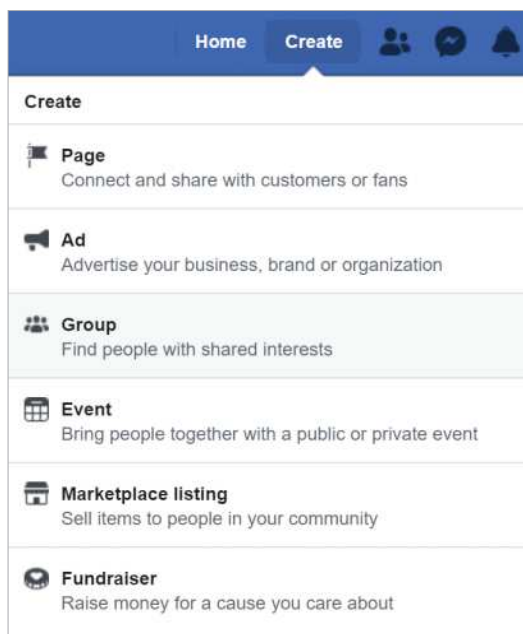 Home Create
Create
Page
Connect and share with customers or fans
Ad
Advertise your business, brand or organization
Group
Find people with shared interests
Event
Bring people together with a public or private event
Marketplace listing
Sell items to people in your community
Fundraiser
Raise money for a cause you care about